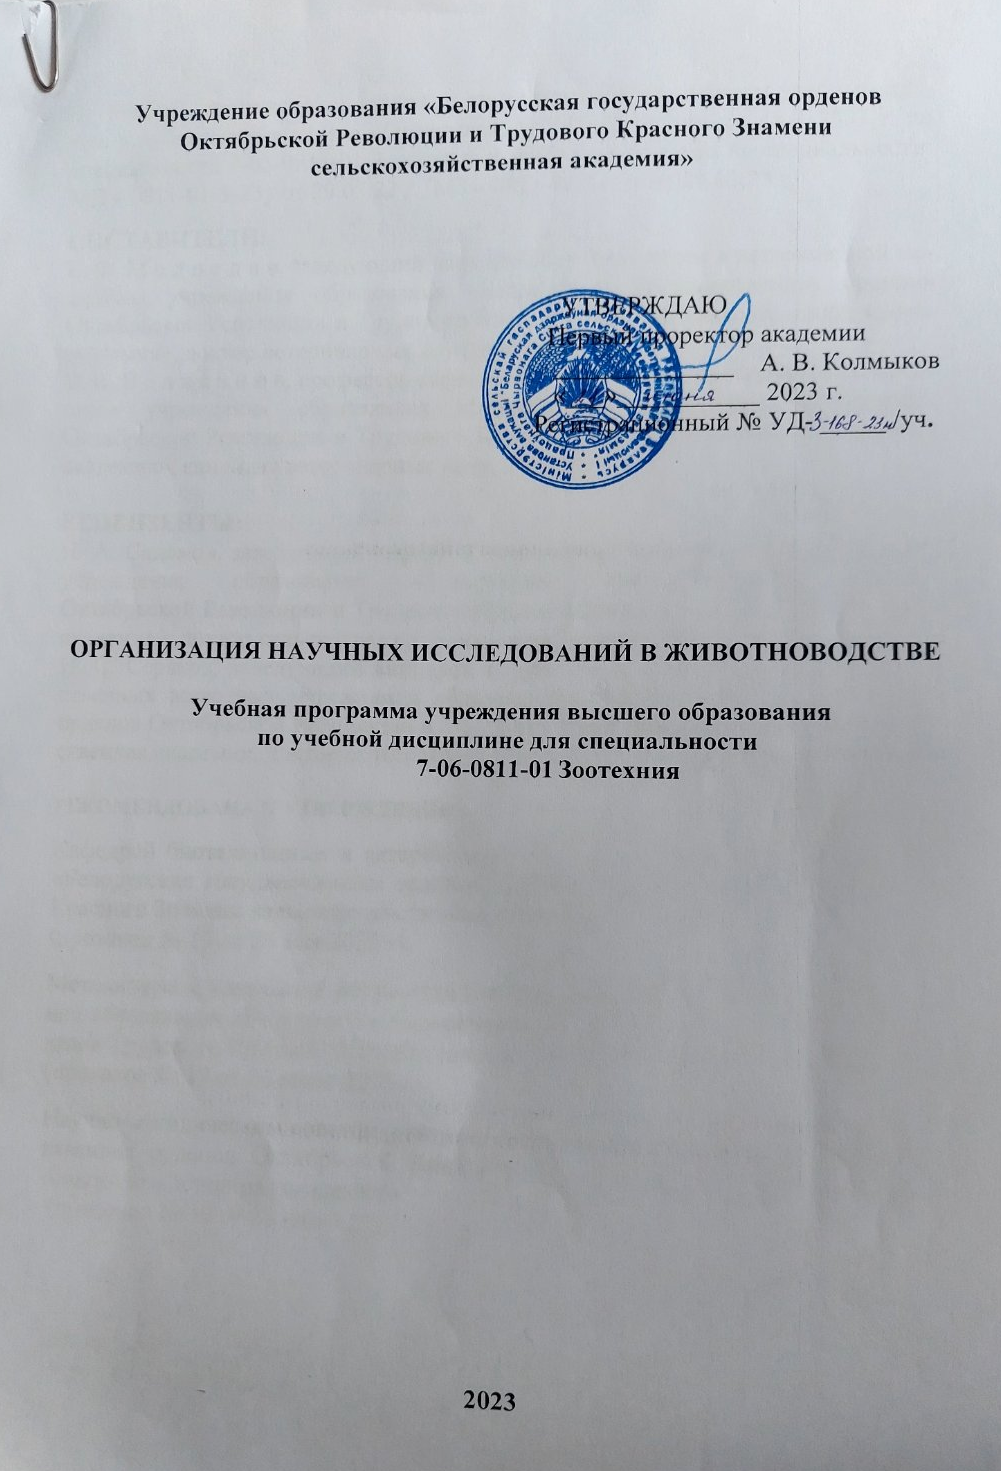 Учреждение образования «Белорусская государственная орденов
Октябрьской Революции и Трудового Красного Знамени
сельскохозяйственная академия»
УТВЕРЖДАЮ
Первый проректор академии
А. В. Колмыков
« » июня 2023 г.
Регистрационный № УД-3-168-23м/уч.
ОРГАНИЗАЦИЯ НАУЧНЫХ ИССЛЕДОВАНИЙ В ЖИВОТНОВОДСТВЕ
Учебная программа учреждения высшего образования
по учебной дисциплине для специальности
7-06-0811-01 Зоотехния
2023